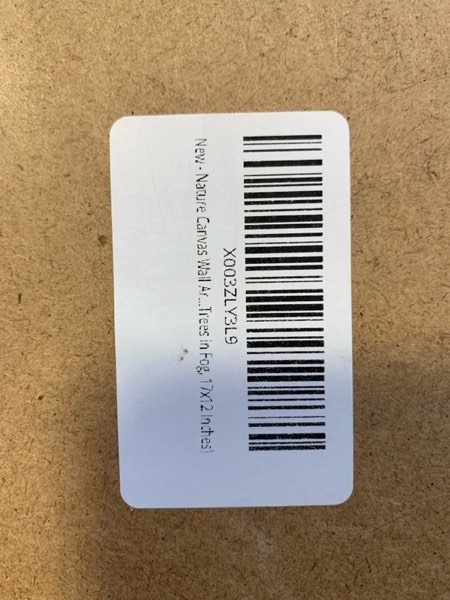 X003ZLY3L9
New - Nature Canvas Wall Ar...Trees in Fog, 17x12 Inches)